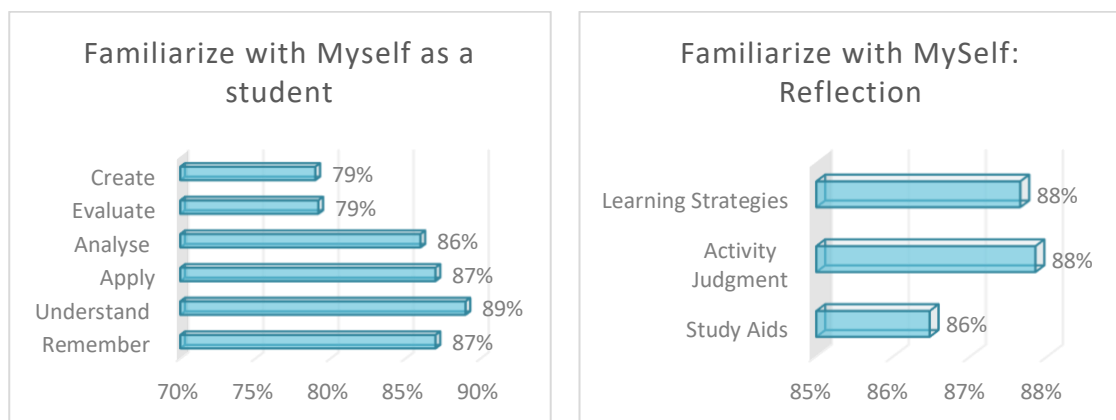 Familiarize with Myself as a
student
Create
79%
Evaluate
79%
Analyse
86%
Apply
87%
Understand
89%
Remember
87%
70% 75% 80% 85% 90%
Familiarize with MySelf:
Reflection
Learning Strategies
88%
Activity
Judgment
88%
Study Aids
86%
85% 86% 87% 88%